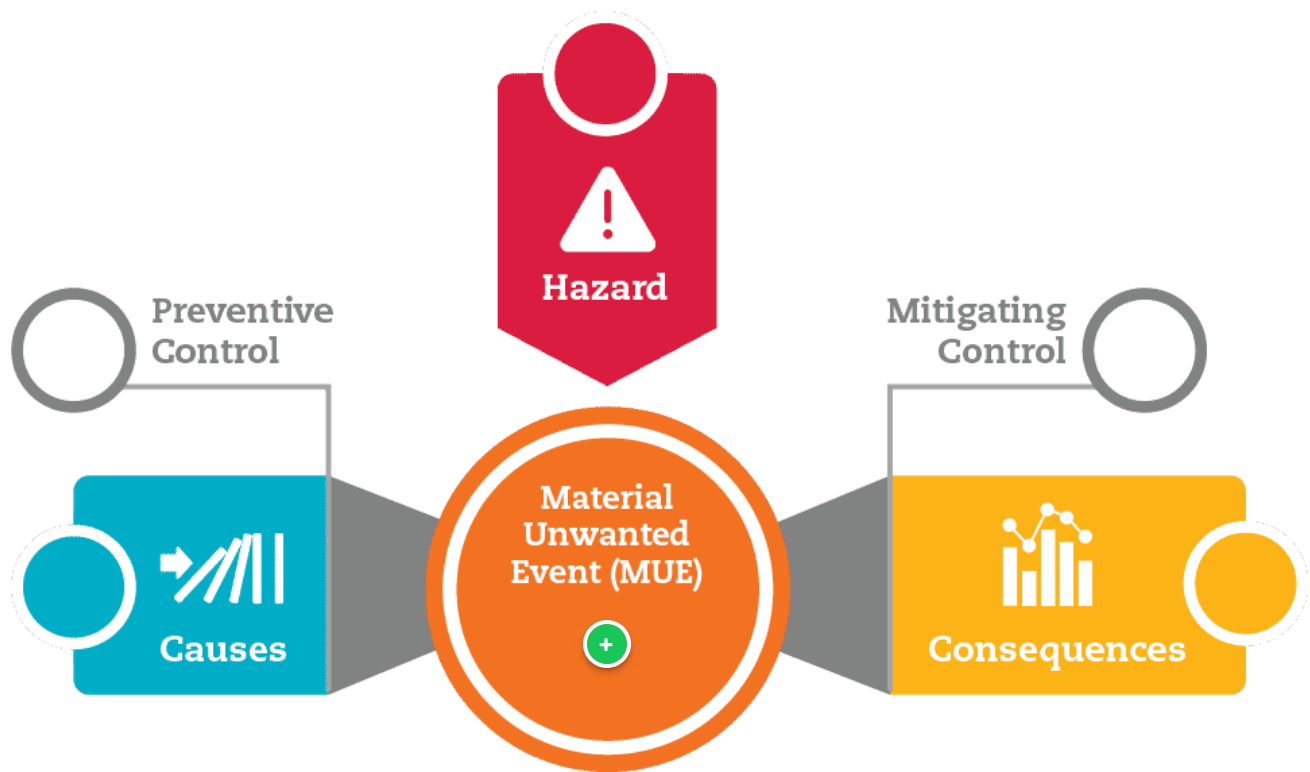 Hazard
Preventive
Control
Mitigating
Control
Material
Unwanted
Event (MUE)
Causes
Consequences